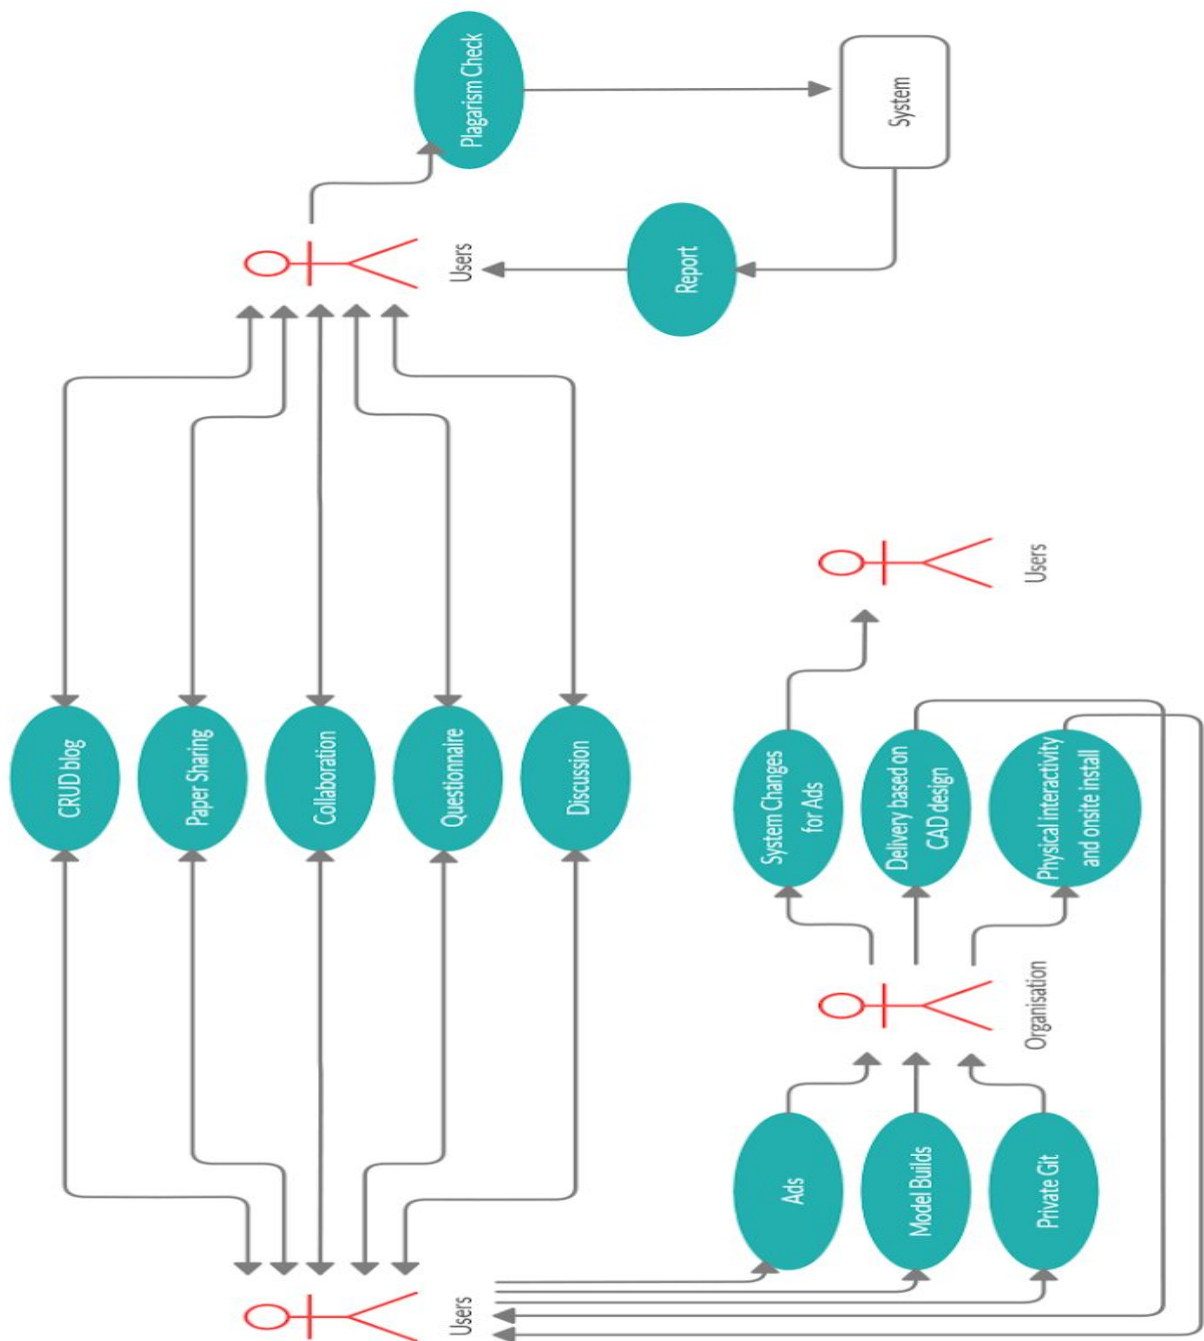 CRUD blog
Paper Sharing
Collaboration
Users
Questionnaire
Users
Plagarism Check
Discussion
Report
Ads
System Changes
for Ads
System
Model Builds
Delivery based on
CAD design
Private Git
Organisation
Physical interactivity
and onsite install
Users